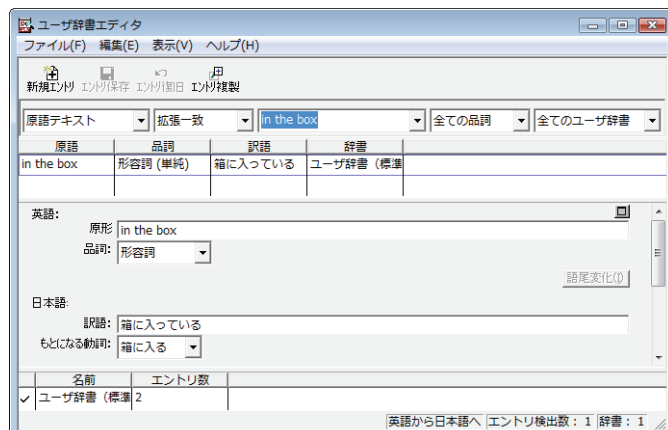 ユーザ辞書エディタ
ファイル(F) 編集(E) 表示(V) ヘルプ(H)
新規エントリ エントリ保存 エントリ復旧 エントリ複製
原語テキスト 拡張一致 in the box 全ての品詞 全てのユーザ辞書
原語 品詞 訳語 辞書
in the box 形容詞 (単純) 箱に入っている ユーザ辞書（標準
英語:
原形 in the box
品詞: 形容詞
語尾変化(I)
日本語:
訳語: 箱に入っている
もとになる動詞: 箱に入る
名前 エントリ数
✓ ユーザ辞書（標準 2
英語から日本語へ エントリ検出数 : 1 辞書 : 1